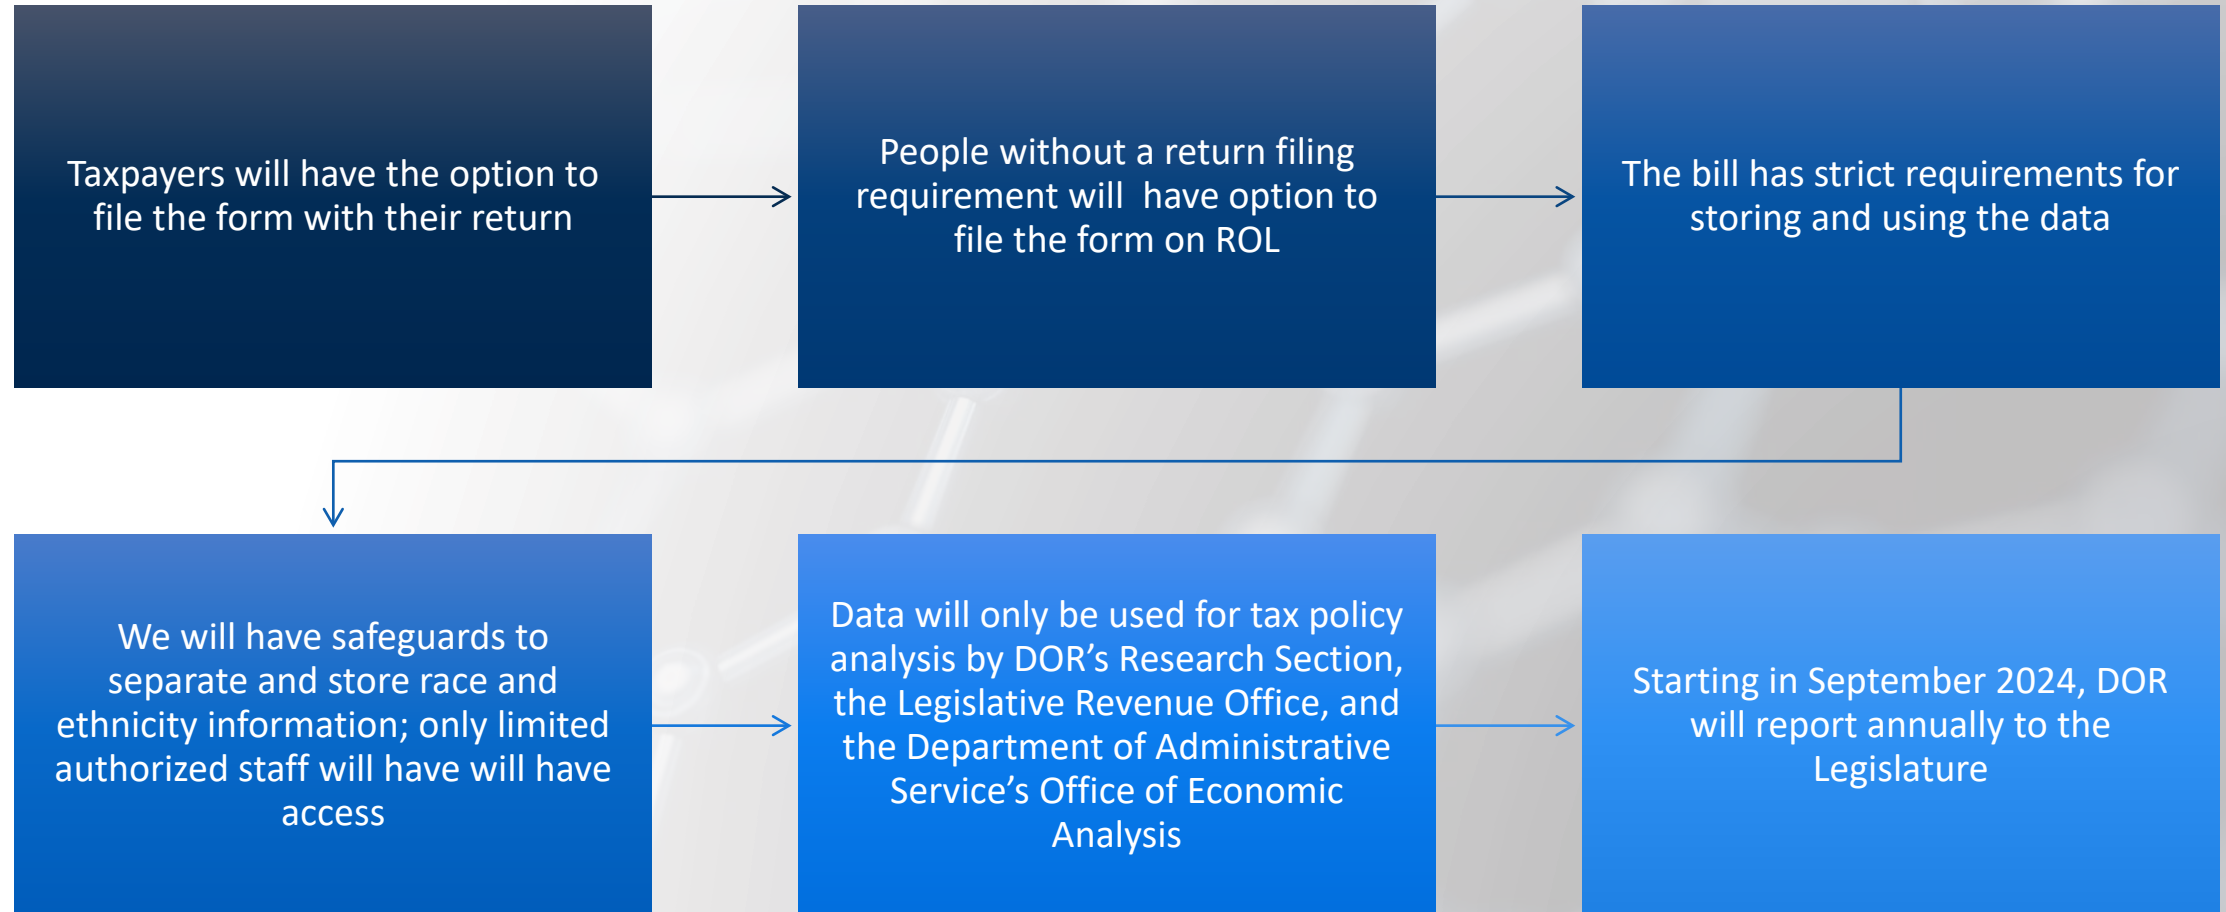 Taxpayers will have the option to
file the form with their return
People without a return filing
requirement will  have option to
file the form on ROL
The bill has strict requirements for
storing and using the data
We will have safeguards to
separate and store race and
ethnicity information; only limited
authorized staff will have will have
access
Data will only be used for tax policy
analysis by DOR’s Research Section,
the Legislative Revenue Office, and
the Department of Administrative
Service’s Office of Economic
Analysis
Starting in September 2024, DOR
will report annually to the
Legislature